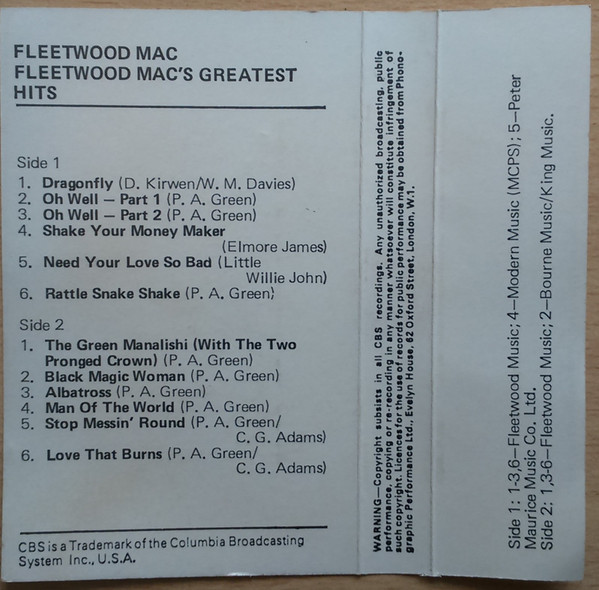 FLEETWOOD MAC
FLEETWOOD MAC'S GREATEST
HITS
Side 1
1. Dragonfly (D. Kirwen/W. M. Davies)
2. Oh Well – Part 1 (P. A. Green)
3. Oh Well – Part 2 (P. A. Green)
4. Shake Your Money Maker
(Elmore James)
5. Need Your Love So Bad (Little
Willie John)
6. Rattle Snake Shake (P. A. Green)
Side 2
1. The Green Manalishi (With The Two
Pronged Crown) (P. A. Green)
2. Black Magic Woman (P. A. Green)
3. Albatross (P. A. Green)
4. Man Of The World (P. A. Green)
5. Stop Messin' Round (P. A. Green/
C. G. Adams)
6. Love That Burns (P. A. Green/
C. G. Adams)
CBS is a Trademark of the Columbia Broadcasting
System Inc., U.S.A.
WARNING—Copyright subsists in all CBS recordings. Any unauthorized broadcasting, public
performance, copying or re-recording in any manner whatsoever will constitute infringement of
such copyright. Licences for the use of records for public performance may be obtained from Phono-
graphic Performance Ltd., Evelyn House, 62 Oxford Street, London, W.1.
Side 1: 1-3,6—Fleetwood Music; 4—Modern Music (MCPS); 5—Peter
Maurice Music Co. Ltd.
Side 2: 1,3-6—Fleetwood Music; 2—Bourne Music/King Music.